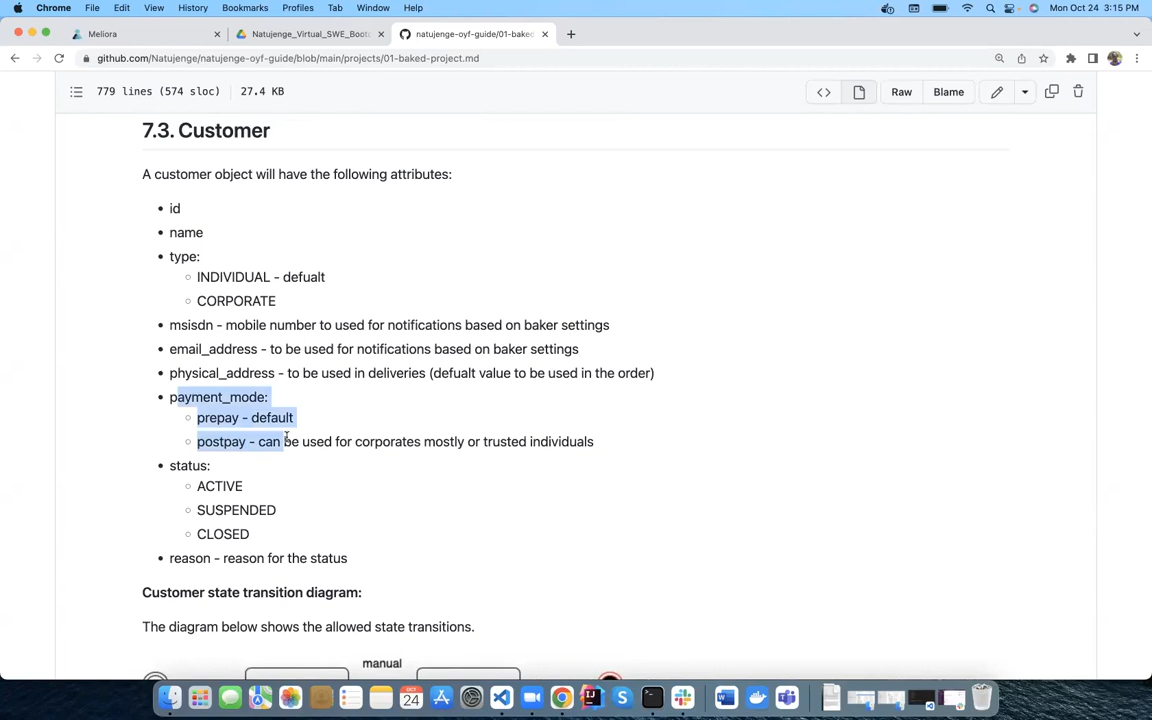 Chrome File Edit View History Bookmarks Profiles Tab Window Help Mon Oct 24 3:15 PM
Meliora Natujenge_Virtual_SWE_Bootc natujenge-oyf-guide/01-baked-
github.com/Natujenge/natujenge-oyf-guide/blob/main/projects/01-baked-project.md
779 lines (574 sloc) 27.4 KB Raw Blame
7.3. Customer
A customer object will have the following attributes:
id
name
type:
INDIVIDUAL - defualt
CORPORATE
msisdn - mobile number to used for notifications based on baker settings
email_address - to be used for notifications based on baker settings
physical_address - to be used in deliveries (defualt value to be used in the order)
payment_mode:
prepay - default
postpay - can be used for corporates mostly or trusted individuals
status:
ACTIVE
SUSPENDED
CLOSED
reason - reason for the status
Customer state transition diagram:
The diagram below shows the allowed state transitions.
manual
OCT
24